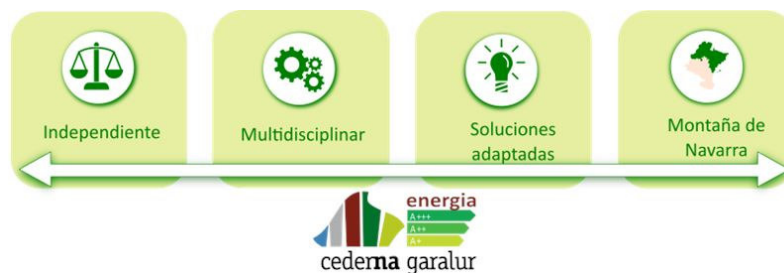 Independiente
Multidisciplinar
Soluciones
adaptadas
Montaña de
Navarra
energia
A+++
A++
A+
cederna garalur